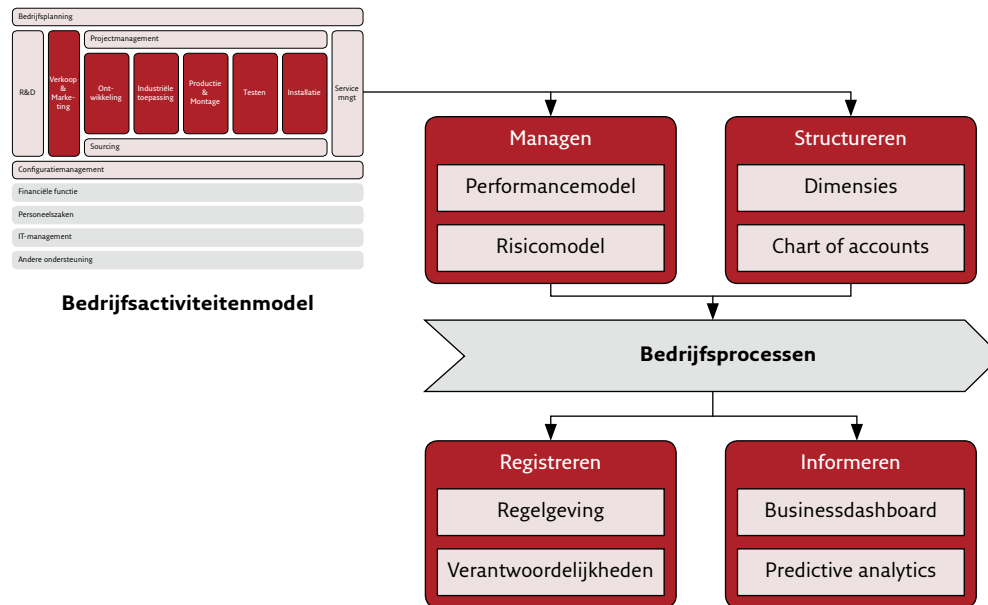 Bedrijfsplanning
Projectmanagement
R&D
Verkoop
&
Marke-
ting
Ont-
wikkeling
Industriële
toepassing
Productie
&
Montage
Testen
Installatie
Service
mngt
Sourcing
Configuratiemanagement
Financiële functie
Personeelszaken
IT-management
Andere ondersteuning
Bedrijfsactiviteitenmodel
Managen
Performancemodel
Risicomodel
Structureren
Dimensies
Chart of accounts
Bedrijfsprocessen
Registreren
Regelgeving
Verantwoordelijkheden
Informeren
Businessdashboard
Predictive analytics